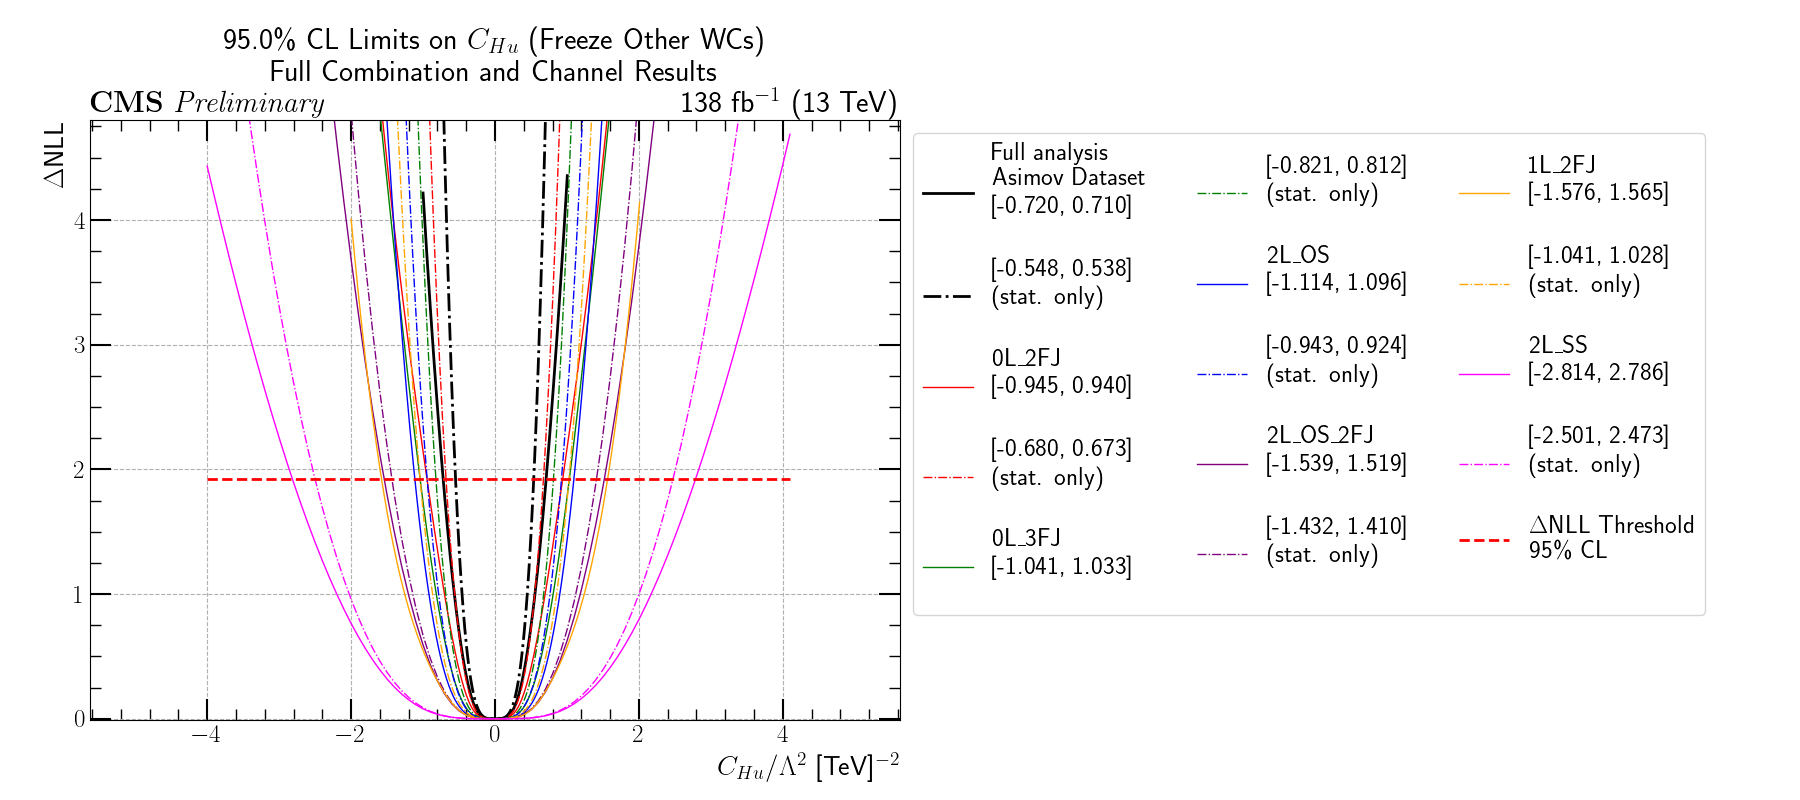 95.0% CL Limits on C_{Hu} (Freeze Other WCs)
Full Combination and Channel Results
CMS Preliminary
138 fb^{-1} (13 TeV)
ΔNLL
4
3
2
1
0
−4
−2
0
2
4
C_{Hu}/Λ^2 [TeV]^{-2}
Full analysis
Asimov Dataset
[-0.720, 0.710]
[-0.548, 0.538]
(stat. only)
0L_2FJ
[-0.945, 0.940]
[-0.680, 0.673]
(stat. only)
0L_3FJ
[-1.041, 1.033]
[-0.821, 0.812]
(stat. only)
2L_OS
[-1.114, 1.096]
[-0.943, 0.924]
(stat. only)
2L_OS_2FJ
[-1.539, 1.519]
[-1.432, 1.410]
(stat. only)
1L_2FJ
[-1.576, 1.565]
[-1.041, 1.028]
(stat. only)
2L_SS
[-2.814, 2.786]
[-2.501, 2.473]
(stat. only)
ΔNLL Threshold
95% CL